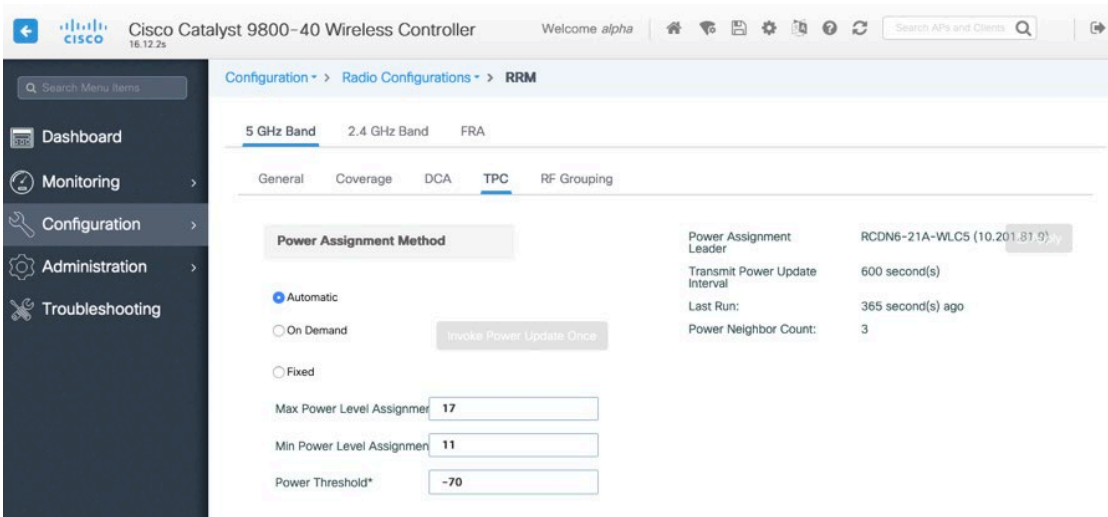 CISCO
Cisco Catalyst 9800-40 Wireless Controller
16.12.2s
Welcome alpha
Search APs and Clients
Search Menu Items
Dashboard
Monitoring
Configuration
Administration
Troubleshooting
Configuration > Radio Configurations > RRM
5 GHz Band 2.4 GHz Band FRA
General Coverage DCA TPC RF Grouping
Power Assignment Method
Automatic
On Demand Invoke Power Update Once
Fixed
Max Power Level Assignmen 17
Min Power Level Assignmen 11
Power Threshold* -70
Power Assignment
Leader
RCDN6-21A-WLC5 (10.201.81.9)
Apply
Transmit Power Update
Interval
600 second(s)
Last Run: 365 second(s) ago
Power Neighbor Count: 3